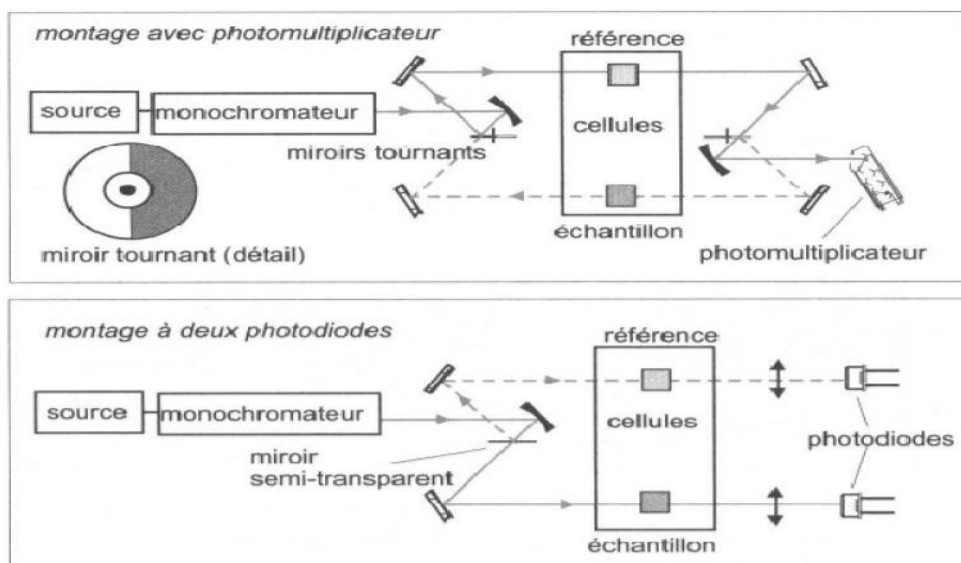 montage avec photomultiplicateur
référence
source
monochromateur
cellules
miroirs tournants
échantillon
miroir tournant (détail)
photomultiplicateur
montage à deux photodiodes
référence
source
monochromateur
cellules
photodiodes
miroir
semi-transparent
échantillon